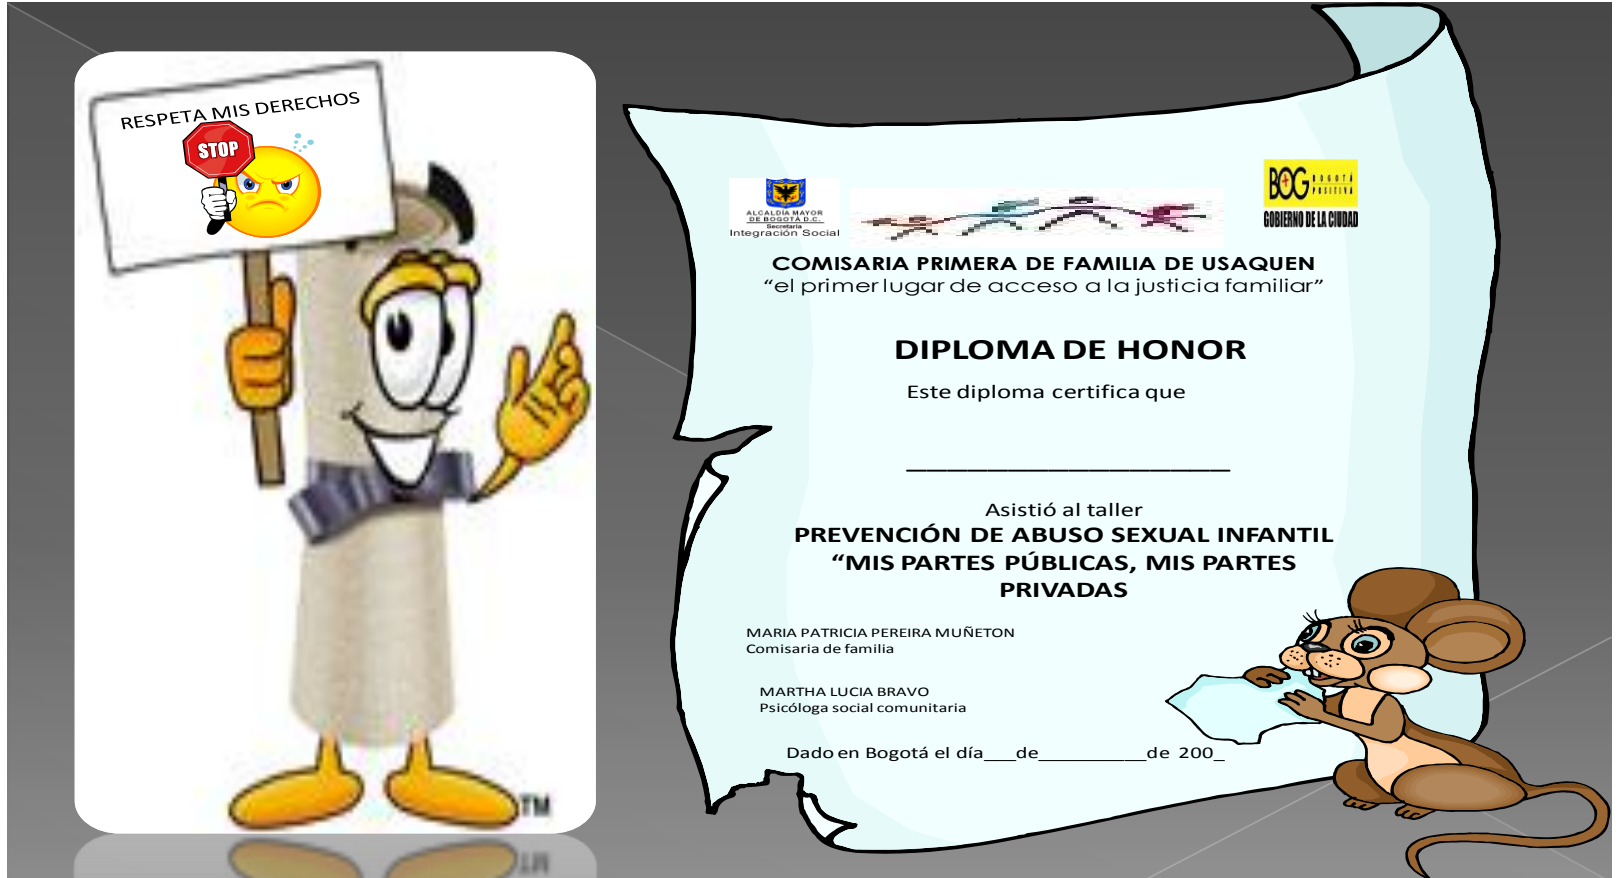 RESPETA MIS DERECHOS
STOP
TM
ALCALDÍA MAYOR
DE BOGOTÁ D.C.
Secretaría
Integración Social
BOG BOGOTÁ
POSITIVA
GOBIERNO DE LA CIUDAD
COMISARIA PRIMERA DE FAMILIA DE USAQUEN
“el primer lugar de acceso a la justicia familiar”
DIPLOMA DE HONOR
Este diploma certifica que
___________________
Asistió al taller
PREVENCIÓN DE ABUSO SEXUAL INFANTIL
“MIS PARTES PÚBLICAS, MIS PARTES
PRIVADAS
MARIA PATRICIA PEREIRA MUÑETON
Comisaria de familia
MARTHA LUCIA BRAVO
Psicóloga social comunitaria
Dado en Bogotá el día___de__________de 200_